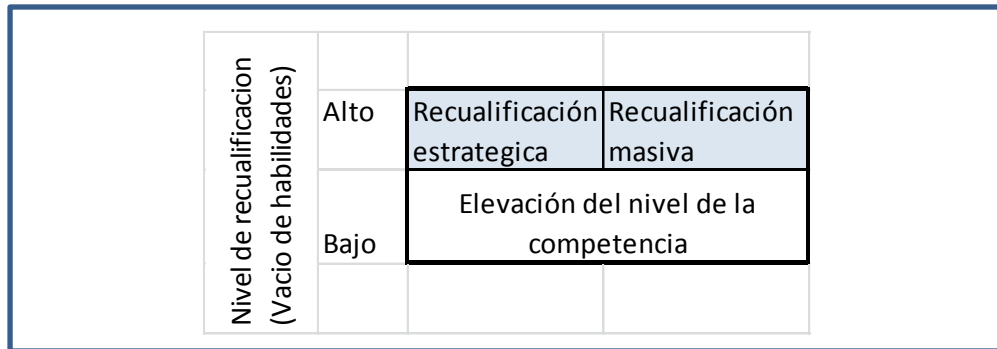 Nivel de recualificacion
(Vacio de habilidades)
Alto
Recualificación
estrategica
Recualificación
masiva
Bajo
Elevación del nivel de la
competencia